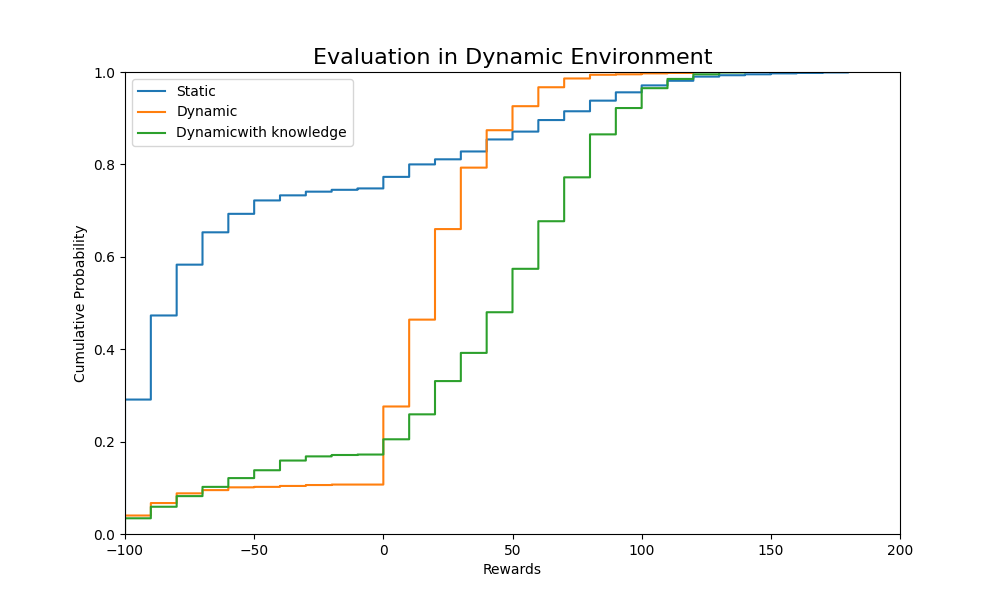 Evaluation in Dynamic Environment
Static
Dynamic
Dynamicwith knowledge
Cumulative Probability
1.0
0.8
0.6
0.4
0.2
0.0
−100
−50
0
50
100
150
200
Rewards